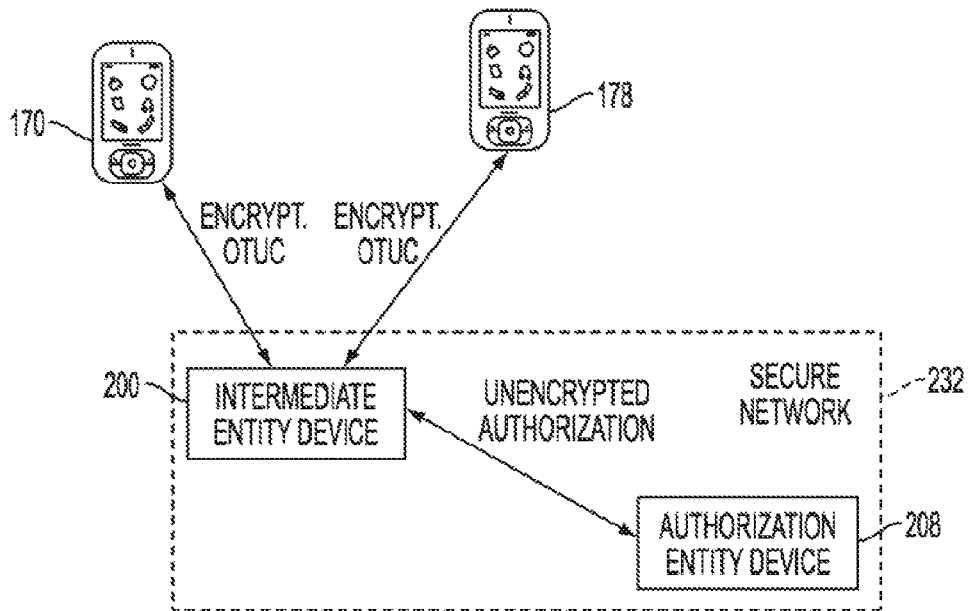 170
178
ENCRYPT.
OTUC
ENCRYPT.
OTUC
200
INTERMEDIATE
ENTITY DEVICE
UNENCRYPTED
AUTHORIZATION
SECURE
NETWORK
232
AUTHORIZATION
ENTITY DEVICE
208